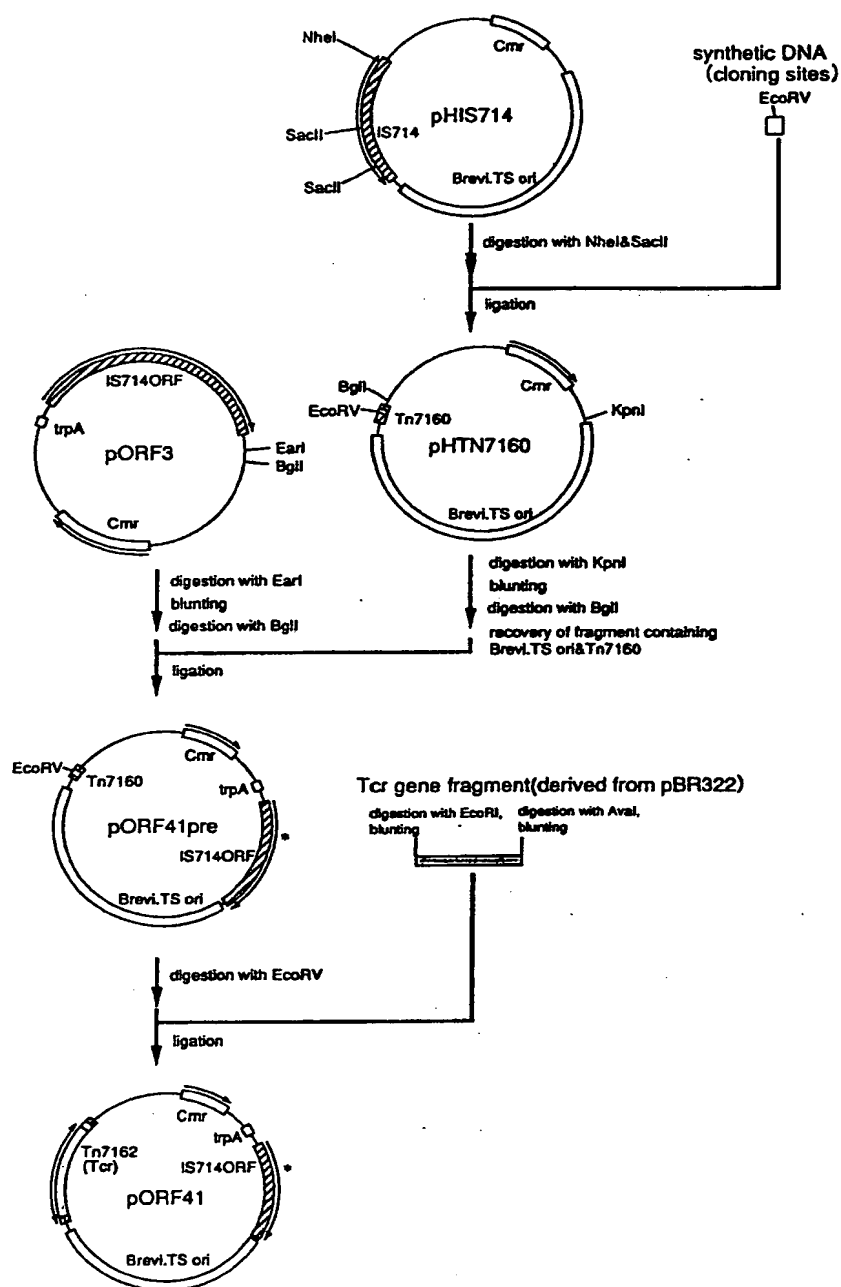 NheI
Cmr
synthetic DNA
(cloning sites)
EcoRV
pHIS714
SacII
IS714
SacII
Brevi.TS ori
digestion with NheI&SacII
ligation
IS714ORF
Cmr
BglI
EcoRV
Tn7160
KpnI
trpA
pORF3
EarI
BglI
pHTN7160
Brevi.TS ori
Cmr
digestion with EarI
blunting
digestion with BglI
digestion with KpnI
blunting
digestion with BglI
recovery of fragment containing
Brevi.TS ori&Tn7160
ligation
Cmr
EcoRV
Tn7160
trpA
pORF41pre
IS714ORF
*
Brevi.TS ori
Tcr gene fragment(derived from pBR322)
digestion with EcoRI,
blunting
digestion with AvaI,
blunting
digestion with EcoRV
ligation
Cmr
trpA
Tn7162
(Tcr)
IS714ORF
*
pORF41
Brevi.TS ori